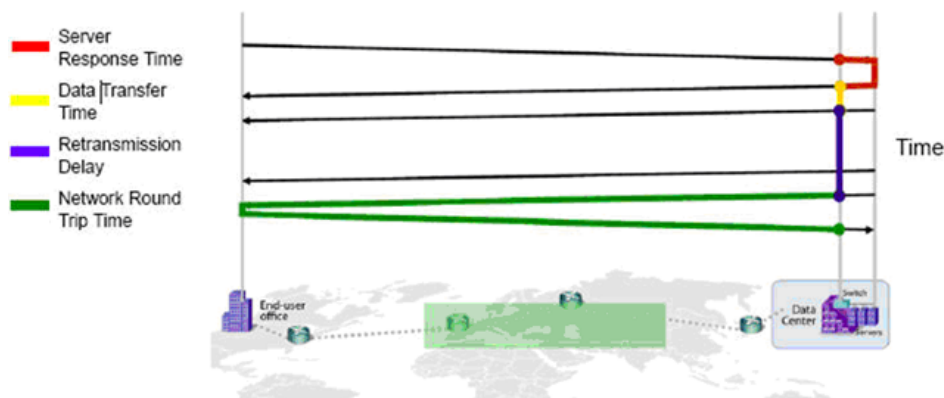 Server
Response Time
Data Transfer
Time
Retransmission
Delay
Network Round
Trip Time
Time
End-user
office
Data
Center
Switch
Servers